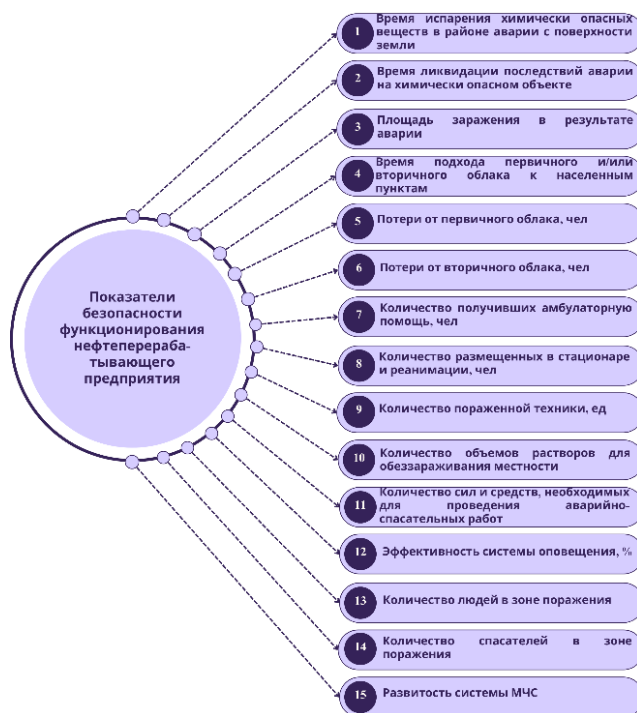 Показатели
безопасности
функционирования
нефтеперераба-
тывающего
предприятия
1
Время испарения химически опасных
веществ в районе аварии с поверхности
земли
2
Время ликвидации последствий аварии
на химически опасном объекте
3
Площадь заражения в результате
аварии
4
Время подхода первичного и/или
вторичного облака к населенным
пунктам
5
Потери от первичного облака, чел
6
Потери от вторичного облака, чел
7
Количество получивших амбулаторную
помощь, чел
8
Количество размещенных в стационаре
и реанимации, чел
9
Количество пораженной техники, ед
10
Количество объемов растворов для
обеззараживания местности
11
Количество сил и средств, необходимых
для проведения аварийно-
спасательных работ
12
Эффективность системы оповещения, %
13
Количество людей в зоне поражения
14
Количество спасателей в зоне
поражения
15
Развитость системы МЧС